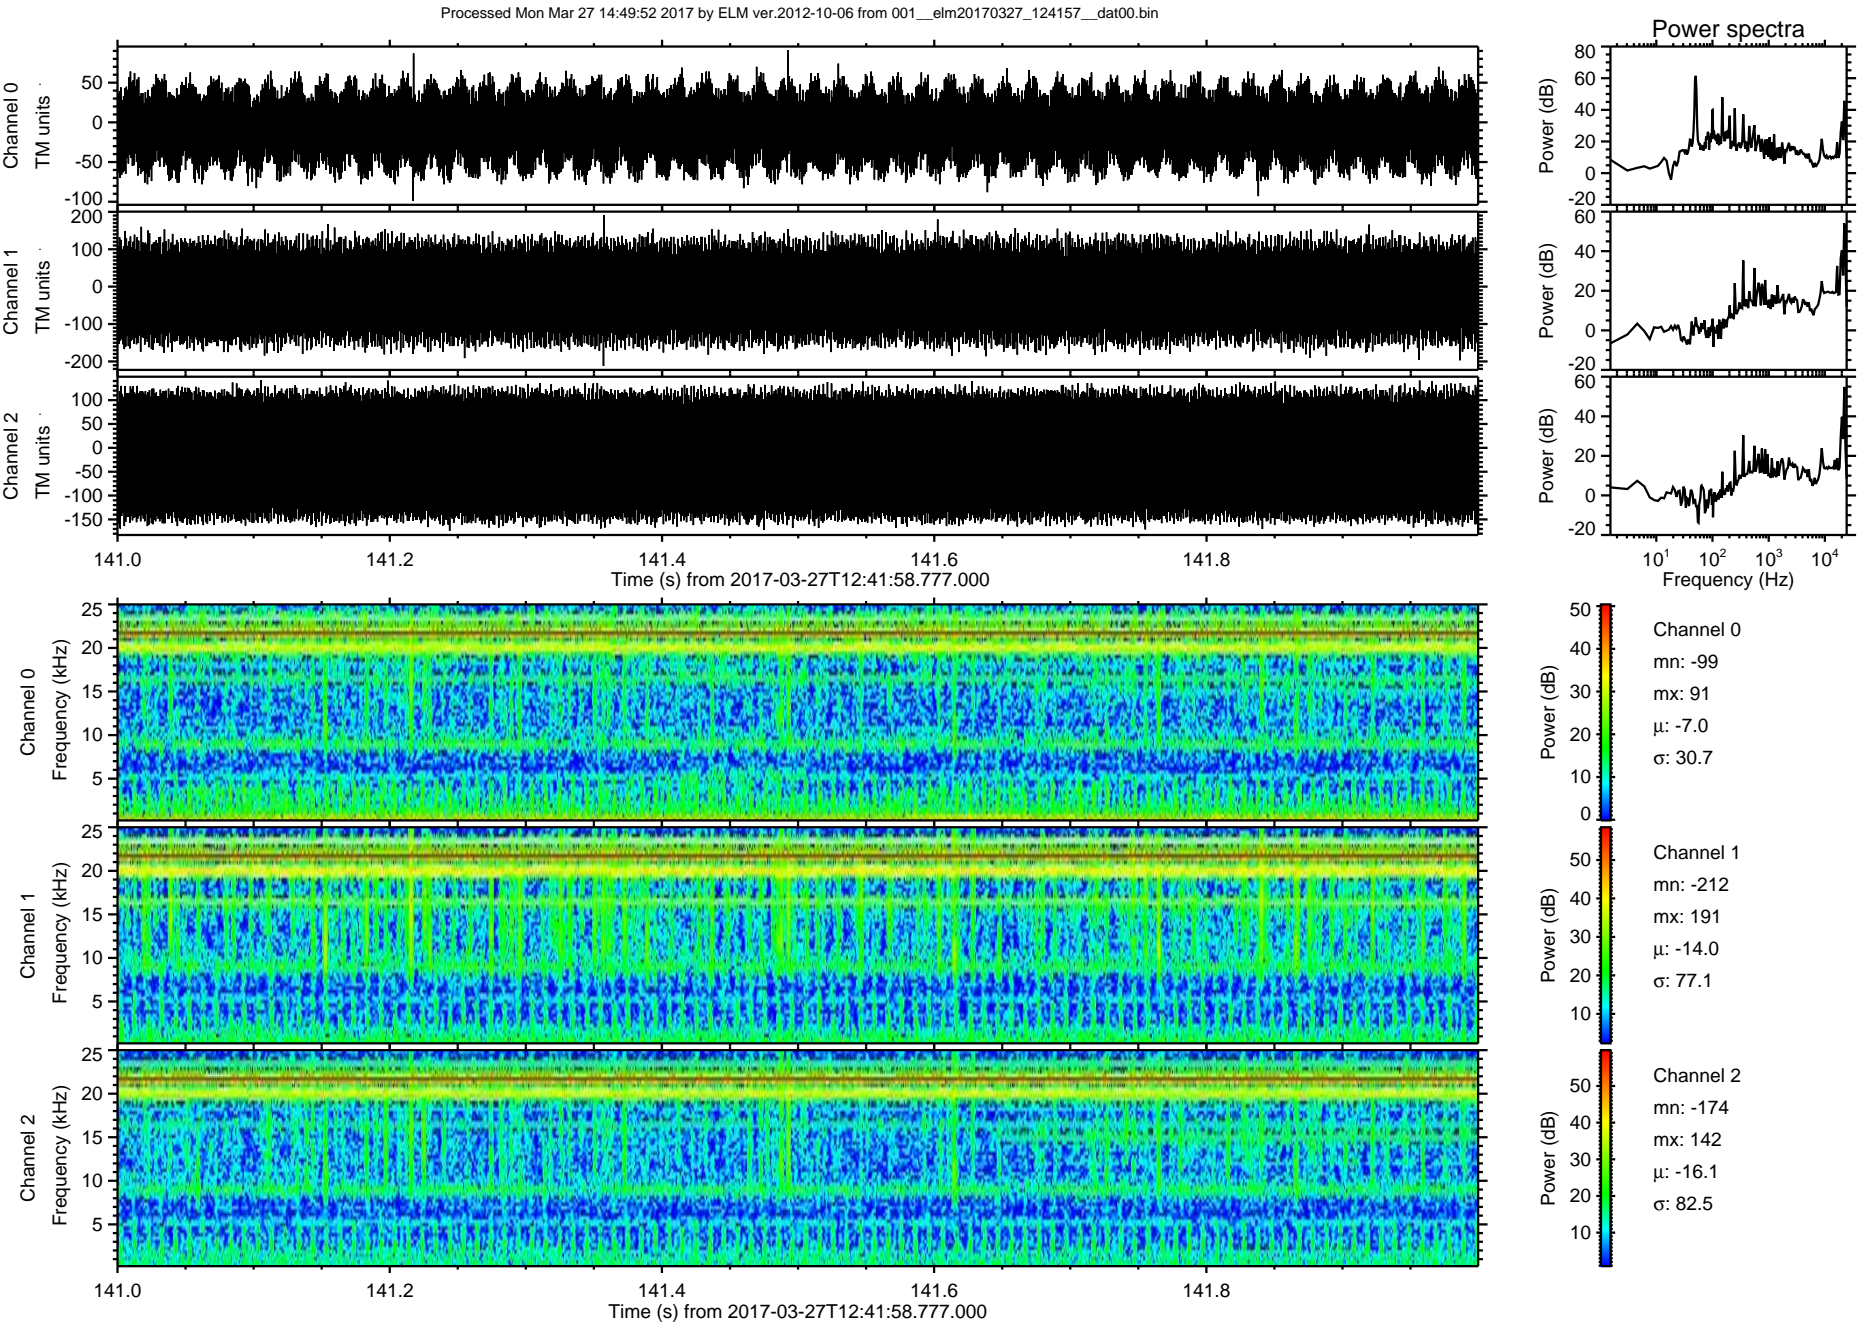 Processed Mon Mar 27 14:49:52 2017 by ELM ver.2012-10-06 from 001__elm20170327_124157__dat00.bin
Power spectra
Channel 0
TM units
50
0
-50
-100
Power (dB)
80
60
40
20
0
-20
Channel 1
TM units
200
100
0
-100
-200
Power (dB)
60
40
20
0
-20
Channel 2
TM units
100
50
0
-50
-100
-150
Power (dB)
60
40
20
0
-20
141.0 141.2 141.4 141.6 141.8
Time (s) from 2017-03-27T12:41:58.777.000
10^1 10^2 10^3 10^4
Frequency (Hz)
Channel 0
Frequency (kHz)
25
20
15
10
5
Power (dB)
50
40
30
20
10
0
Channel 0
mn: -99
mx: 91
μ: -7.0
σ: 30.7
Channel 1
Frequency (kHz)
25
20
15
10
5
Power (dB)
50
40
30
20
10
Channel 1
mn: -212
mx: 191
μ: -14.0
σ: 77.1
Channel 2
Frequency (kHz)
25
20
15
10
5
Power (dB)
50
40
30
20
10
Channel 2
mn: -174
mx: 142
μ: -16.1
σ: 82.5
141.0 141.2 141.4 141.6 141.8
Time (s) from 2017-03-27T12:41:58.777.000